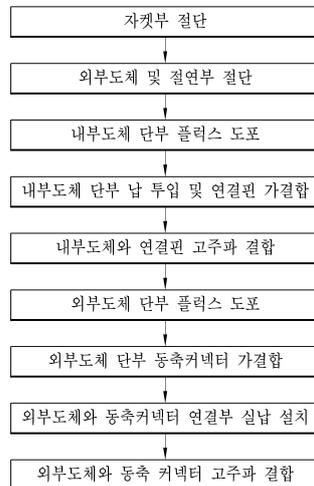 자켓부 절단
외부도체 및 절연부 절단
내부도체 단부 플럭스 도포
내부도체 단부 납 투입 및 연결핀 가결합
내부도체와 연결핀 고주파 결합
외부도체 단부 플럭스 도포
외부도체 단부 동축커넥터 가결합
외부도체와 동축커넥터 연결부 실납 설치
외부도체와 동축 커넥터 고주파 결합